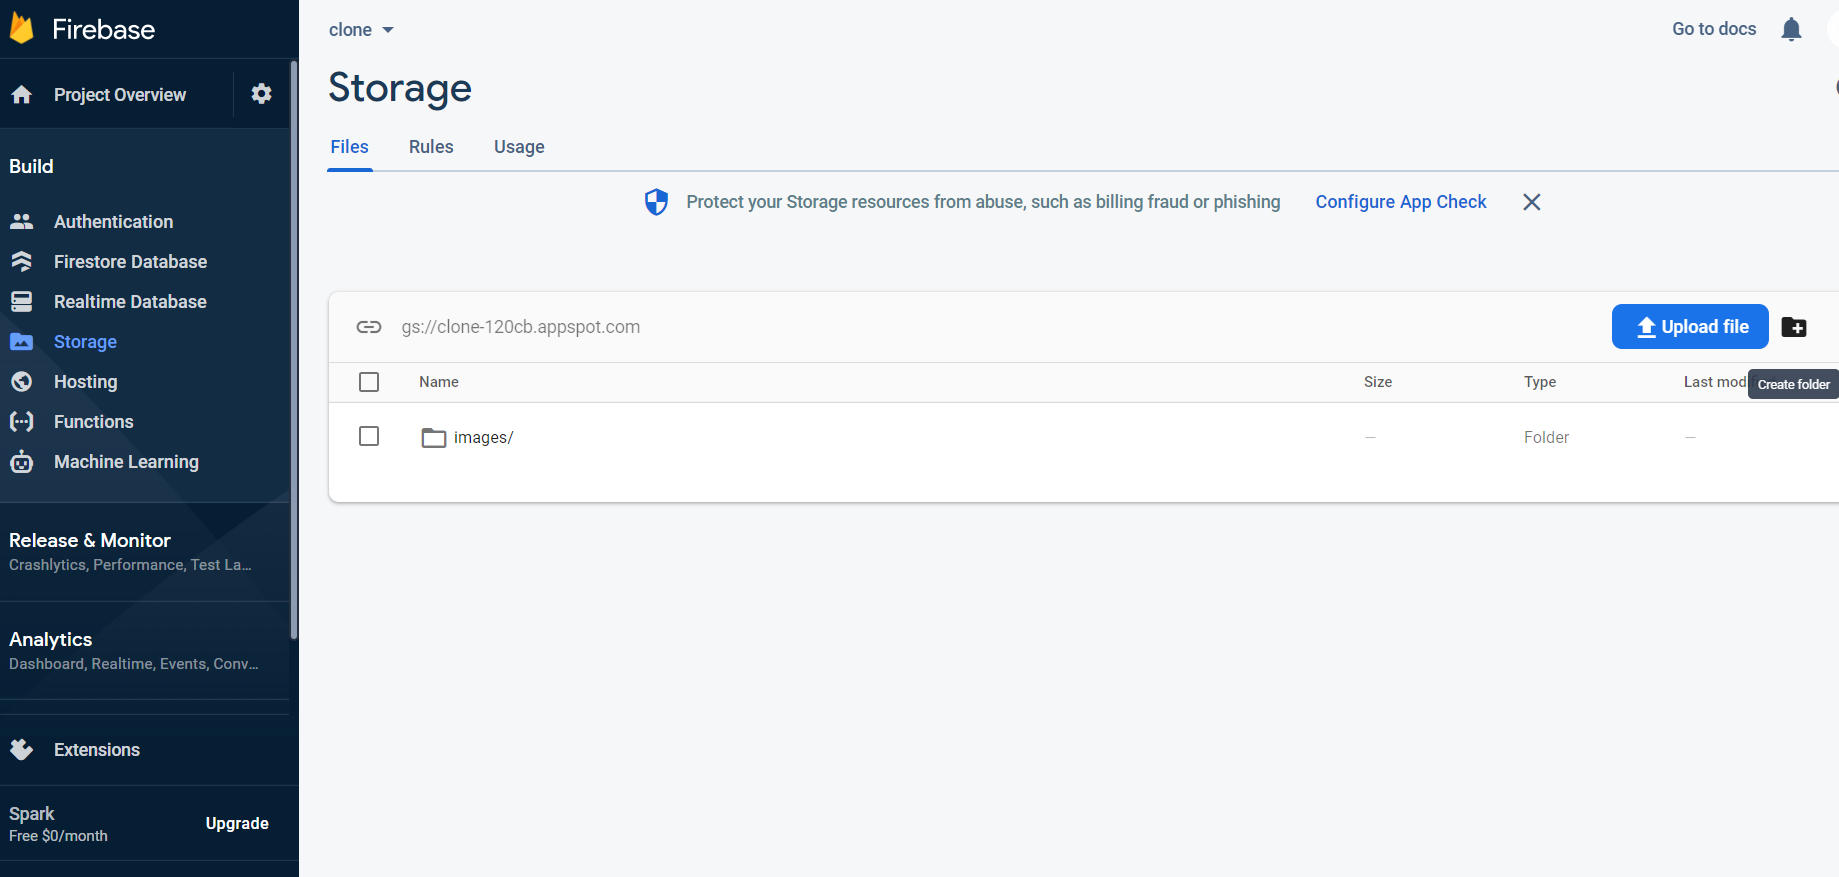 Firebase
Project Overview
Build
Authentication
Firestore Database
Realtime Database
Storage
Hosting
Functions
Machine Learning
Release & Monitor
Crashlytics, Performance, Test La...
Analytics
Dashboard, Realtime, Events, Conv...
Extensions
Spark
Free $0/month
Upgrade
clone
Go to docs
Storage
Files Rules Usage
Protect your Storage resources from abuse, such as billing fraud or phishing Configure App Check
gs://clone-120cb.appspot.com
Upload file
Name Size Type Last mod
Create folder
images/ – Folder –